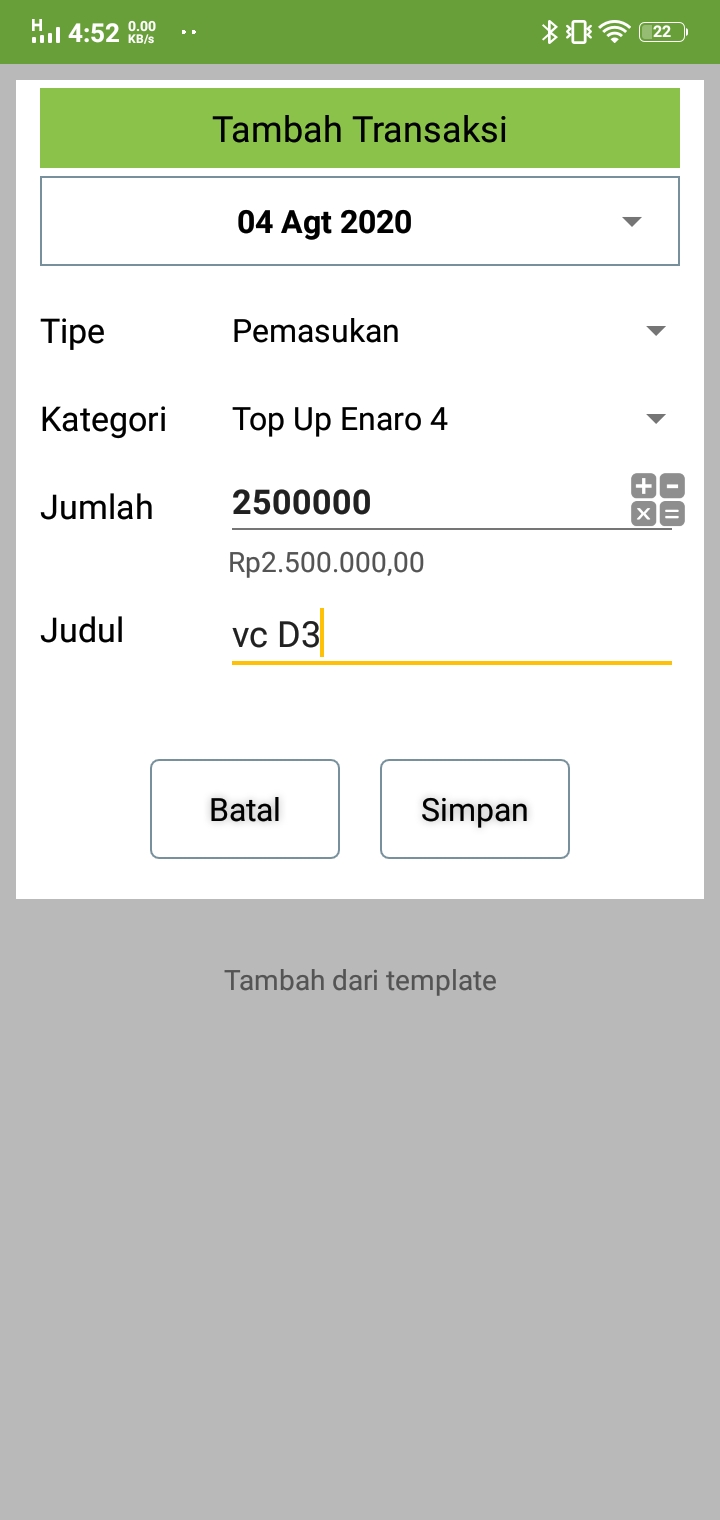 H 4:52 0.00 KB/s 22
Tambah Transaksi
04 Agt 2020
Tipe Pemasukan
Kategori Top Up Enaro 4
Jumlah 2500000
Rp2.500.000,00
Judul vc D3
Batal Simpan
Tambah dari template